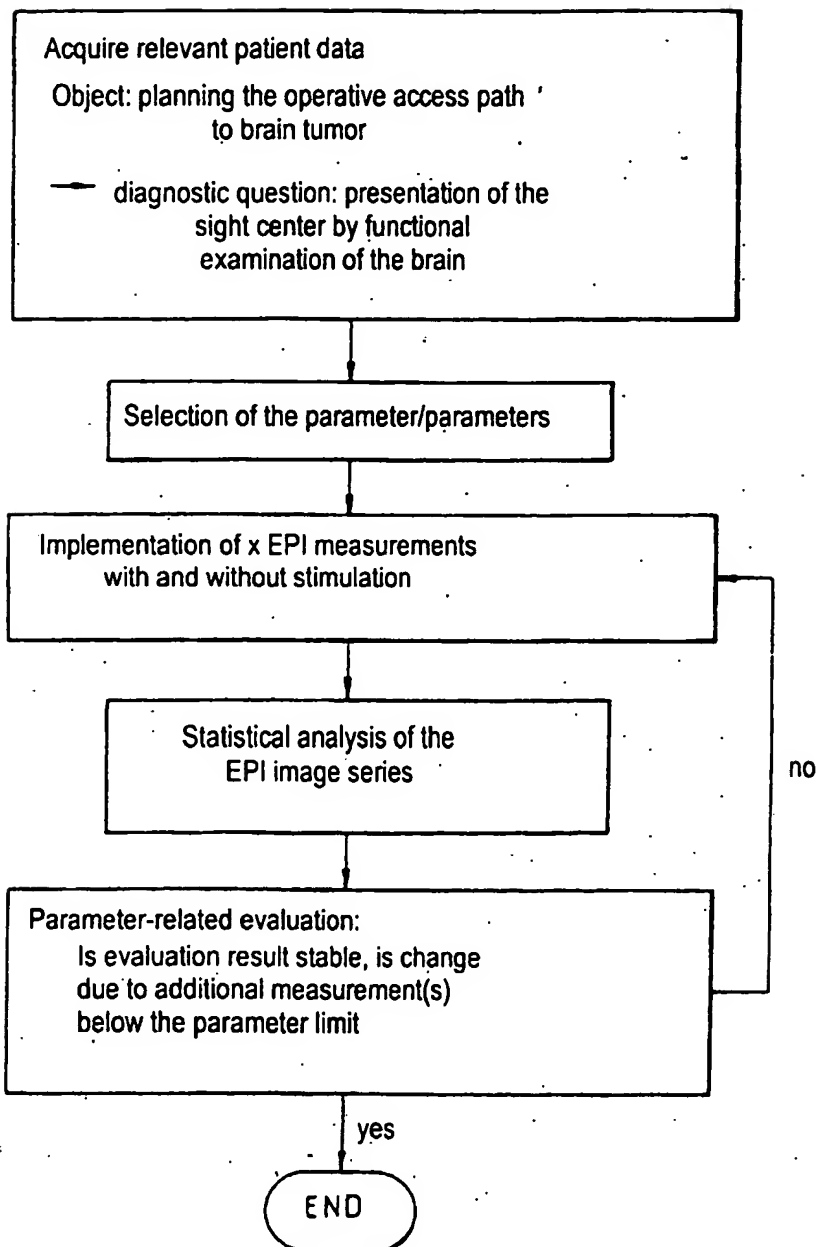 Acquire relevant patient data
Object: planning the operative access path
to brain tumor
diagnostic question: presentation of the
sight center by functional
examination of the brain
Selection of the parameter/parameters
Implementation of x EPI measurements
with and without stimulation
Statistical analysis of the
EPI image series
no
Parameter-related evaluation:
Is evaluation result stable, is change
due to additional measurement(s)
below the parameter limit
yes
END